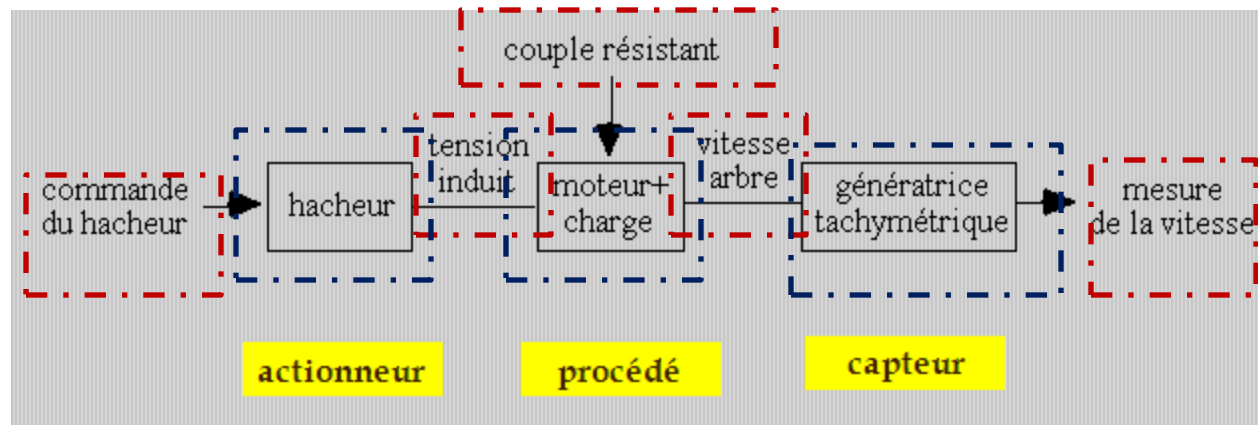 couple résistant
commande
du hacheur
hacheur
tension
induit
moteur+
charge
vitesse
arbre
génératrice
tachymétrique
mesure
de la vitesse
actionneur
procédé
capteur